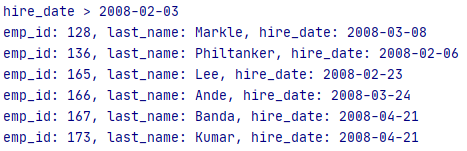 hire_date > 2008-02-03
emp_id: 128, last_name: Markle, hire_date: 2008-03-08
emp_id: 136, last_name: Philtanker, hire_date: 2008-02-06
emp_id: 165, last_name: Lee, hire_date: 2008-02-23
emp_id: 166, last_name: Ande, hire_date: 2008-03-24
emp_id: 167, last_name: Banda, hire_date: 2008-04-21
emp_id: 173, last_name: Kumar, hire_date: 2008-04-21